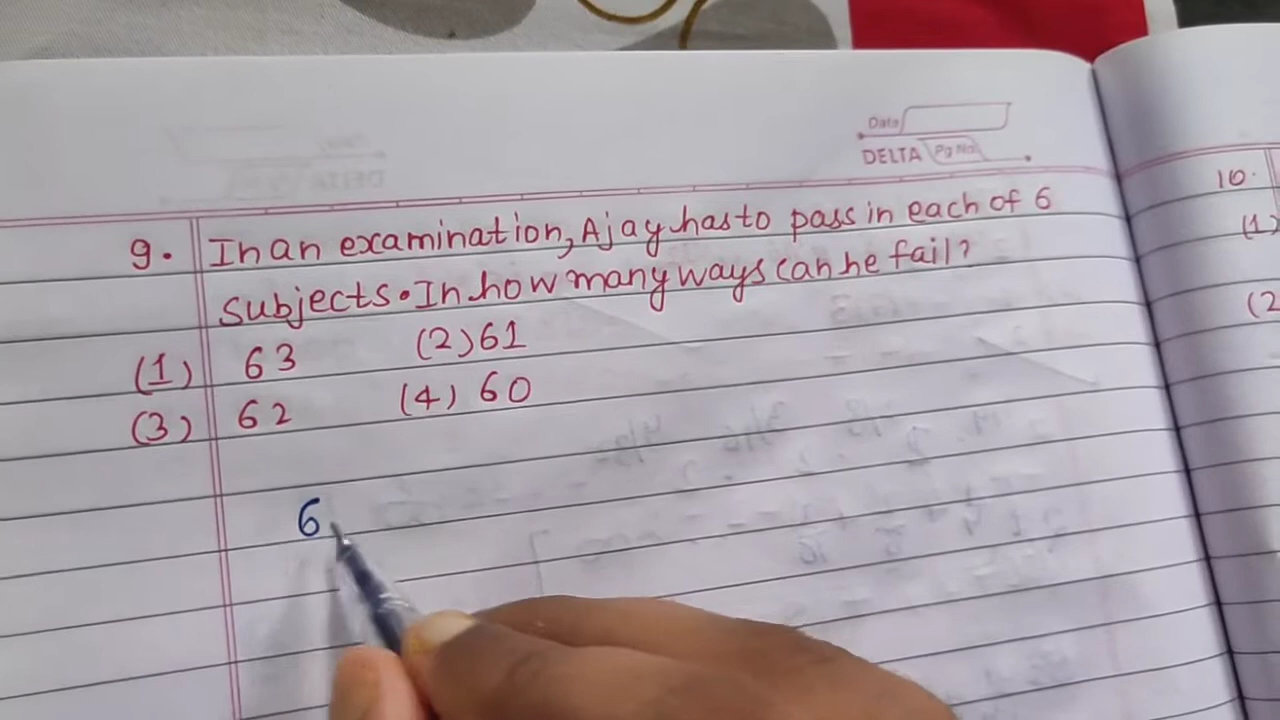 Date
DELTA Pg No
9. In an examination, Ajay has to pass in each of 6
subjects. In how many ways can he fail?
(1) 63 (2) 61
(3) 62 (4) 60
6
10.
(1)
(2